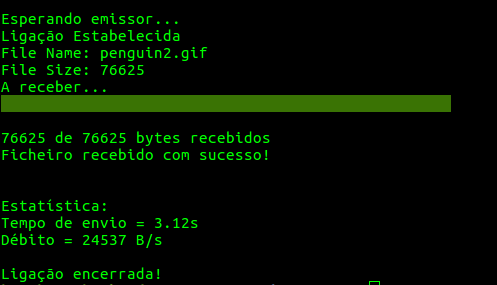 Esperando emissor...
Ligação Estabelecida
File Name: penguin2.gif
File Size: 76625
A receber...
76625 de 76625 bytes recebidos
Ficheiro recebido com sucesso!
Estatística:
Tempo de envio = 3.12s
Débito = 24537 B/s
Ligação encerrada!